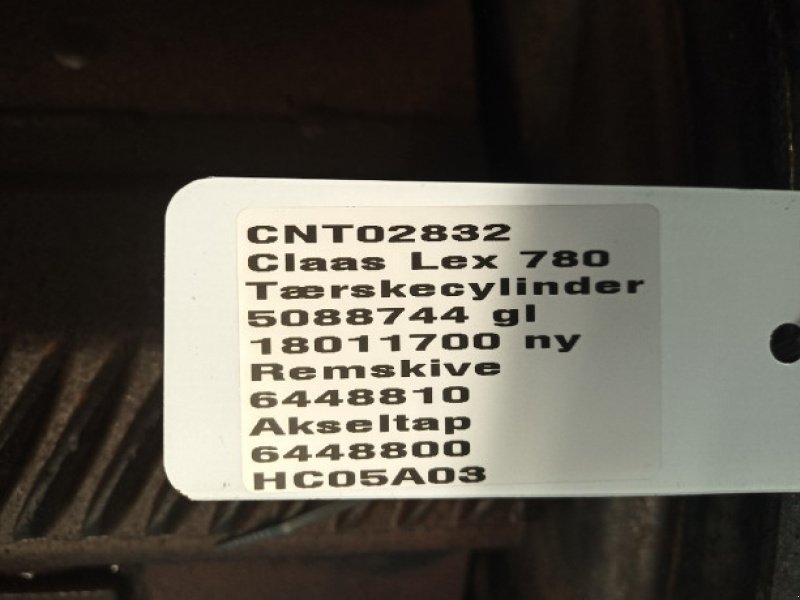 CNT02832
Claas Lex 780
Tærskecylinder
5088744 gl
18011700 ny
Remskive
6448810
Akseltap
6448800
HC05A03